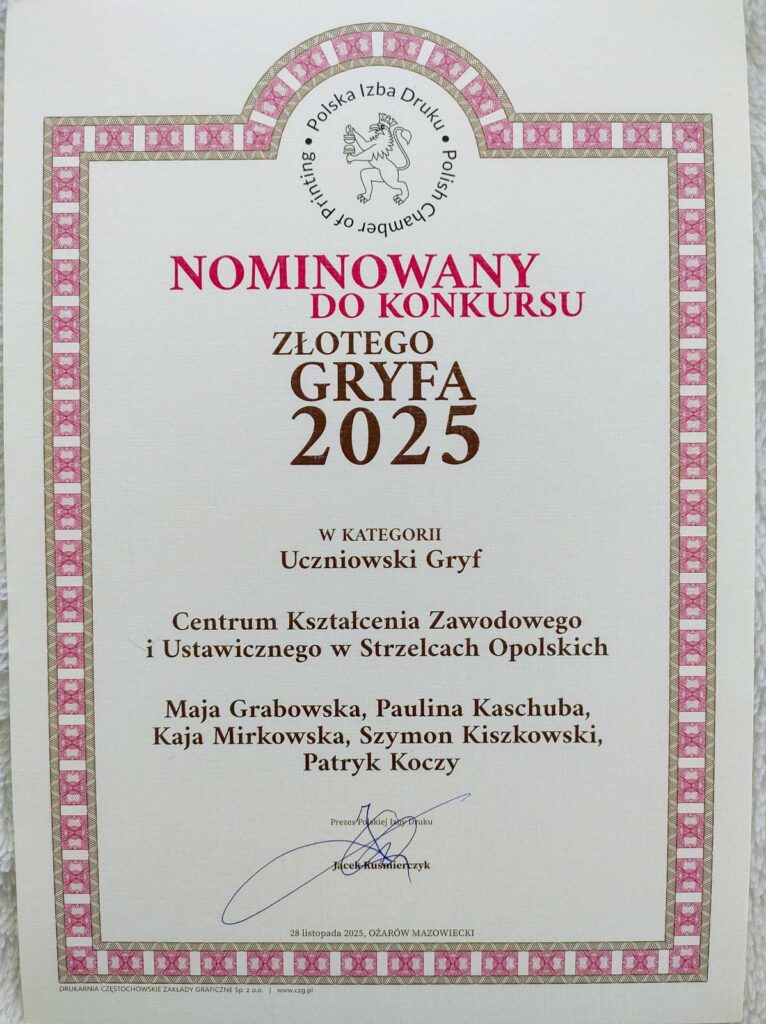 Polska Izba Druku • Polish Chamber of Printing •
NOMINOWANY
DO KONKURSU
ZŁOTEGO
GRYFA
2025
W KATEGORII
Uczniowski Gryf
Centrum Kształcenia Zawodowego
i Ustawicznego w Strzelcach Opolskich
Maja Grabowska, Paulina Kaschuba,
Kaja Mirkowska, Szymon Kiszkowski,
Patryk Koczy
Prezes Polskiej Izby Druku
Jacek Kuśmierczyk
28 listopada 2025, OŻARÓW MAZOWIECKI
DRUKARNIA CZĘSTOCHOWSKIE ZAKŁADY GRAFICZNE Sp. z o.o. | www.czg.pl